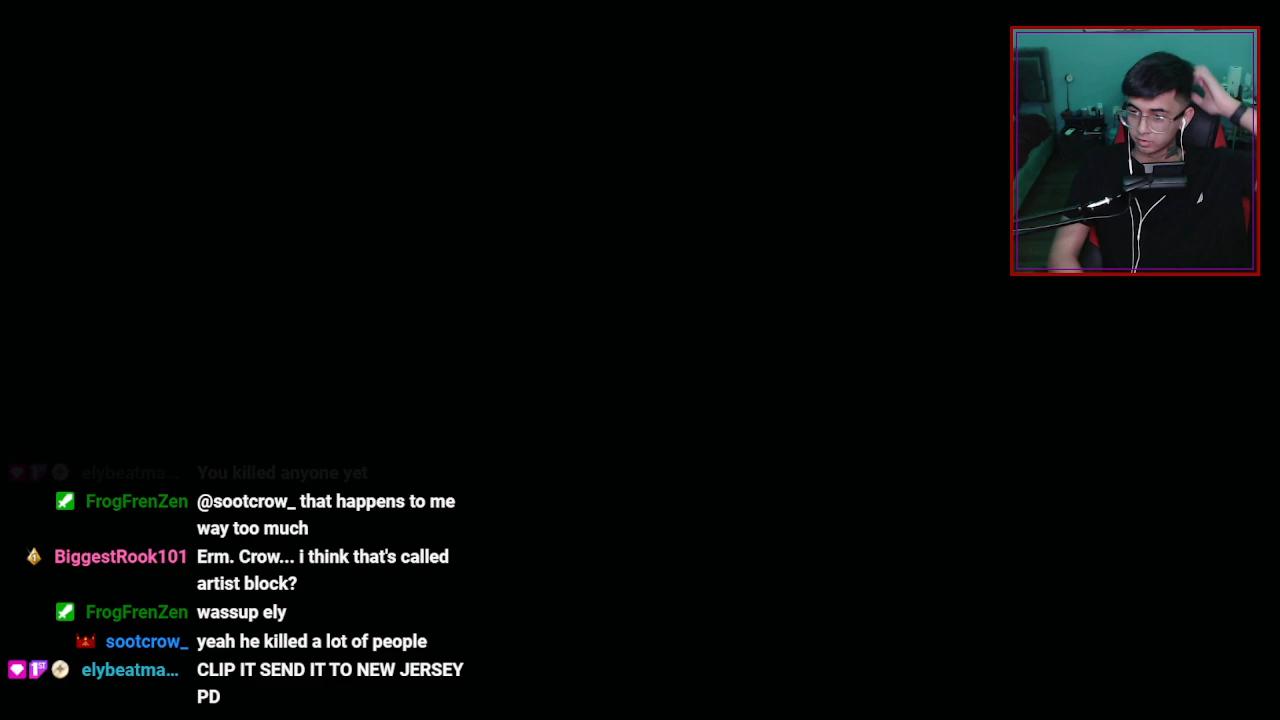 elybeatma... You killed anyone yet
FrogFrenZen @sootcrow_ that happens to me
way too much
BiggestRook101 Erm. Crow... i think that's called
artist block?
FrogFrenZen wassup ely
sootcrow_ yeah he killed a lot of people
1ST elybeatma... CLIP IT SEND IT TO NEW JERSEY
PD